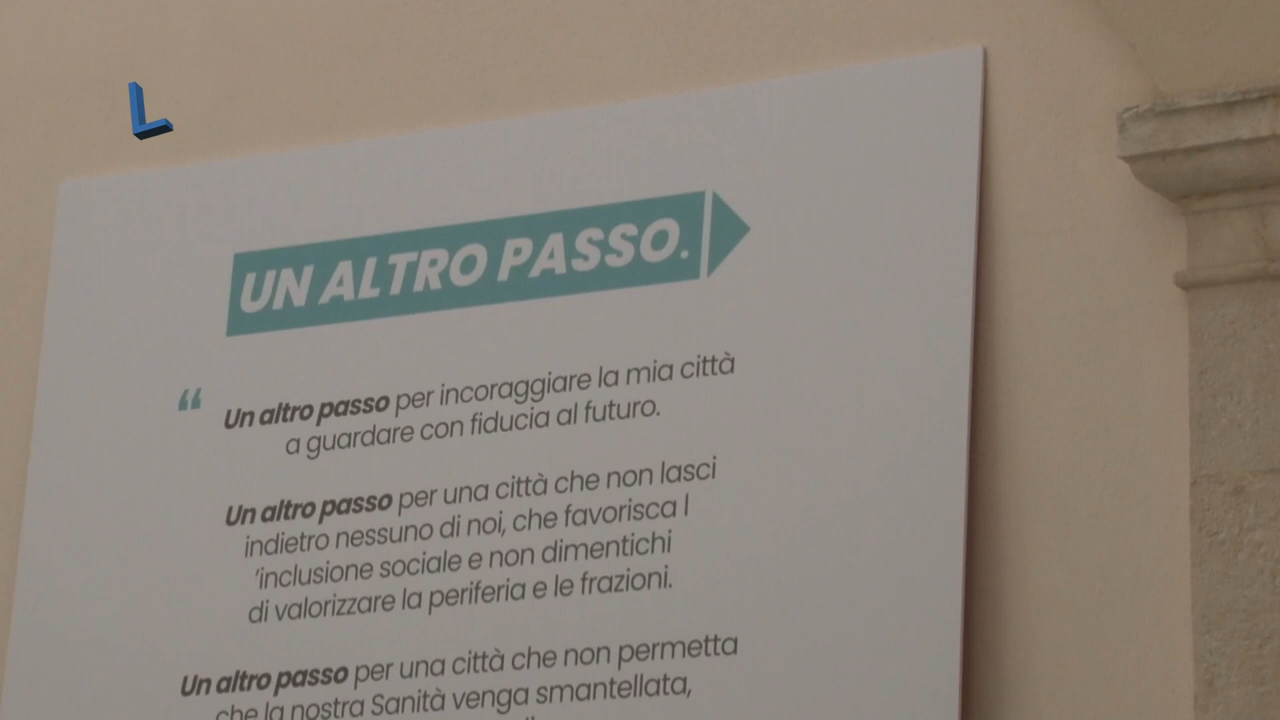 L
UN ALTRO PASSO.
“ Un altro passo per incoraggiare la mia città
a guardare con fiducia al futuro.
Un altro passo per una città che non lasci
indietro nessuno di noi, che favorisca l
‘inclusione sociale e non dimentichi
di valorizzare la periferia e le frazioni.
Un altro passo per una città che non permetta
che la nostra Sanità venga smantellata,